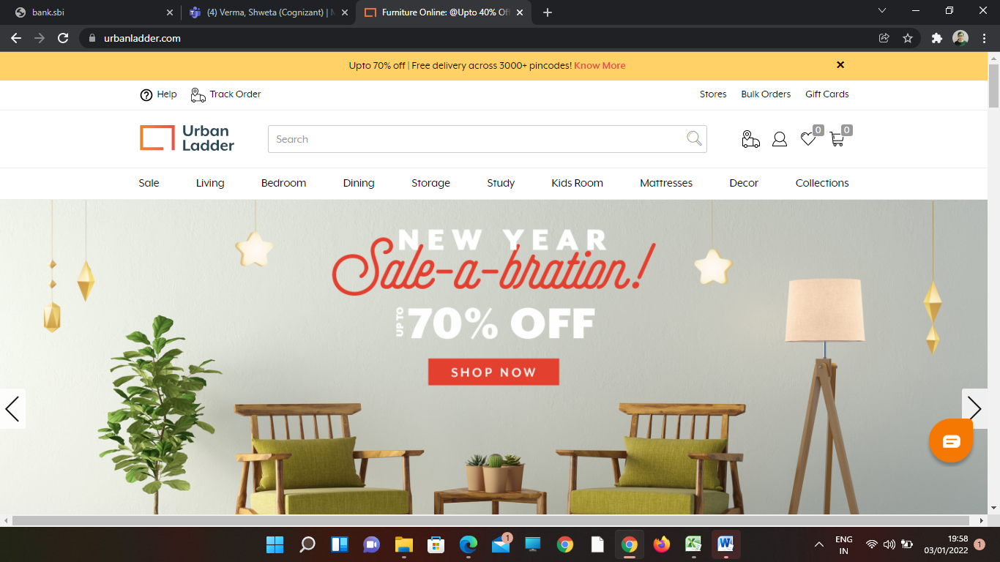 bank.sbi
(4) Verma, Shweta (Cognizant) |
Furniture Online: @Upto 40% Off
urbanladder.com
Upto 70% off | Free delivery across 3000+ pincodes! Know More
Help
Track Order
Stores
Bulk Orders
Gift Cards
Urban
Ladder
Search
0
0
Sale
Living
Bedroom
Dining
Storage
Study
Kids Room
Mattresses
Decor
Collections
NEW YEAR
Sale-a-bration!
UP TO 70% OFF
SHOP NOW
1
ENG
IN
19:58
03/01/2022
1